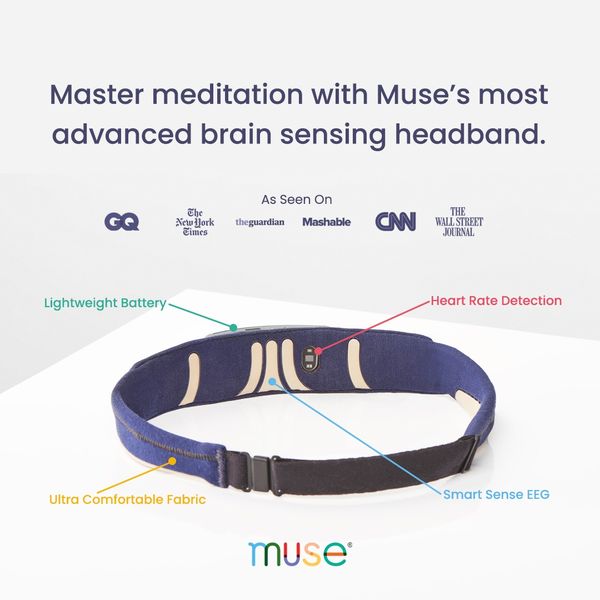 Master meditation with Muse’s most
advanced brain sensing headband.
As Seen On
GQ
The
New York
Times
theguardian
Mashable
CNN
THE
WALL STREET
JOURNAL
Lightweight Battery
Heart Rate Detection
Ultra Comfortable Fabric
Smart Sense EEG
muse®